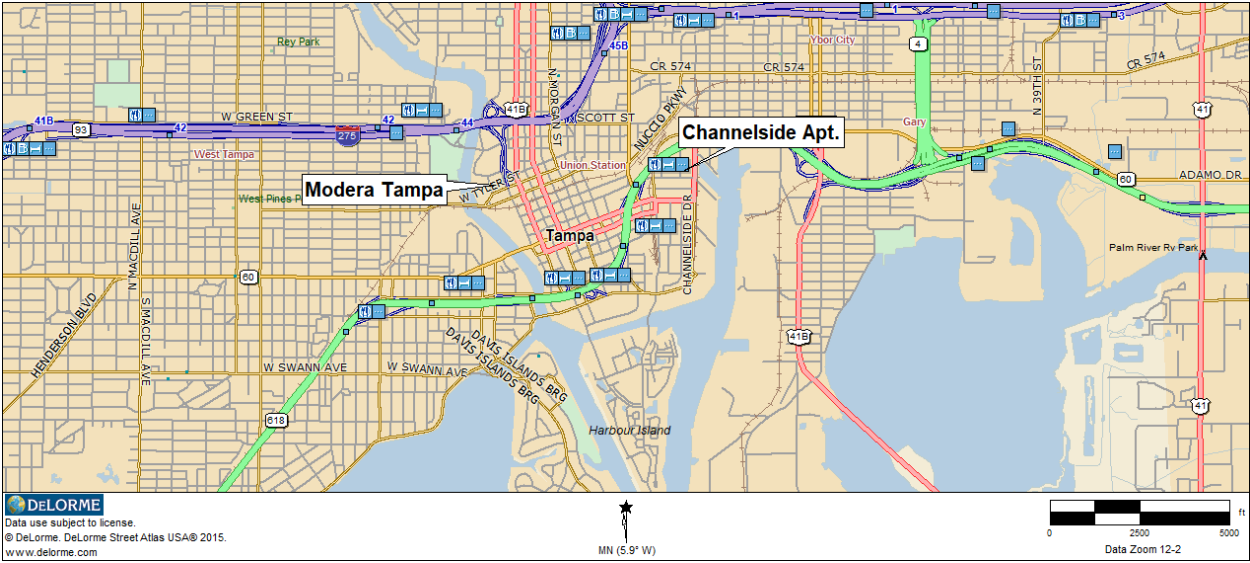 1
1
3
45B
Rey Park
Ybor City
4
CR 574
CR 574
CR 574
N 39TH ST
N MORGAN ST
NUCCIO PKWY
41B
41
41B
93
W GREEN ST
42
42
275
44
SCOTT ST
Channelside Apt.
Gary
West Tampa
Union Station
Modera Tampa
W TYLER ST
60
ADAMO DR
West Pines P
N MACDILL AVE
Tampa
CHANNELSIDE DR
Palm River Rv Park
60
HENDERSON BLVD
S MACDILL AVE
41B
DAVIS ISLANDS BRG
DAVIS ISLANDS BRG
W SWANN AVE
W SWANN AVE
618
41
Harbour Island
DELORME
Data use subject to license.
© DeLorme. DeLorme Street Atlas USA® 2015.
www.delorme.com
MN (5.9° W)
ft
0
1250
2500
5000
Data Zoom 12-2